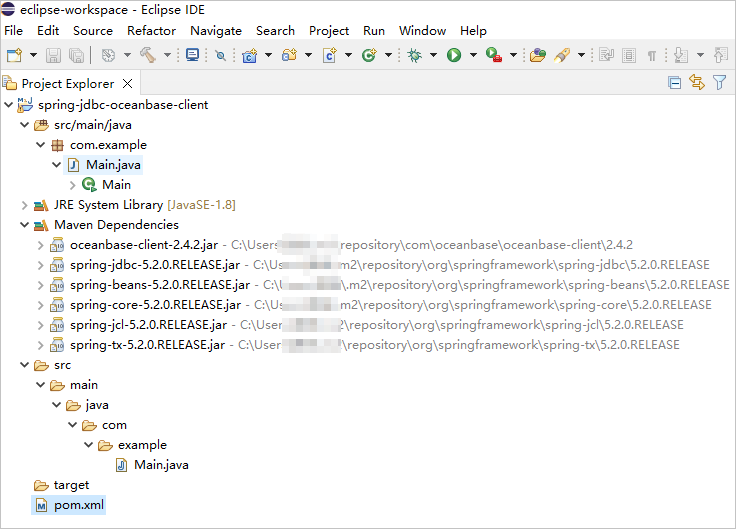 eclipse-workspace - Eclipse IDE
File Edit Source Refactor Navigate Search Project Run Window Help
Project Explorer
spring-jdbc-oceanbase-client
src/main/java
com.example
Main.java
Main
JRE System Library [JavaSE-1.8]
Maven Dependencies
oceanbase-client-2.4.2.jar - C:\Users repository\com\oceanbase\oceanbase-client\2.4.2
spring-jdbc-5.2.0.RELEASE.jar - C:\User m2\repository\org\springframework\spring-jdbc\5.2.0.RELEASE
spring-beans-5.2.0.RELEASE.jar - C:\User \.m2\repository\org\springframework\spring-beans\5.2.0.RELEASE
spring-core-5.2.0.RELEASE.jar - C:\User m2\repository\org\springframework\spring-core\5.2.0.RELEASE
spring-jcl-5.2.0.RELEASE.jar - C:\User 2\repository\org\springframework\spring-jcl\5.2.0.RELEASE
spring-tx-5.2.0.RELEASE.jar - C:\User \repository\org\springframework\spring-tx\5.2.0.RELEASE
src
main
java
com
example
Main.java
target
pom.xml